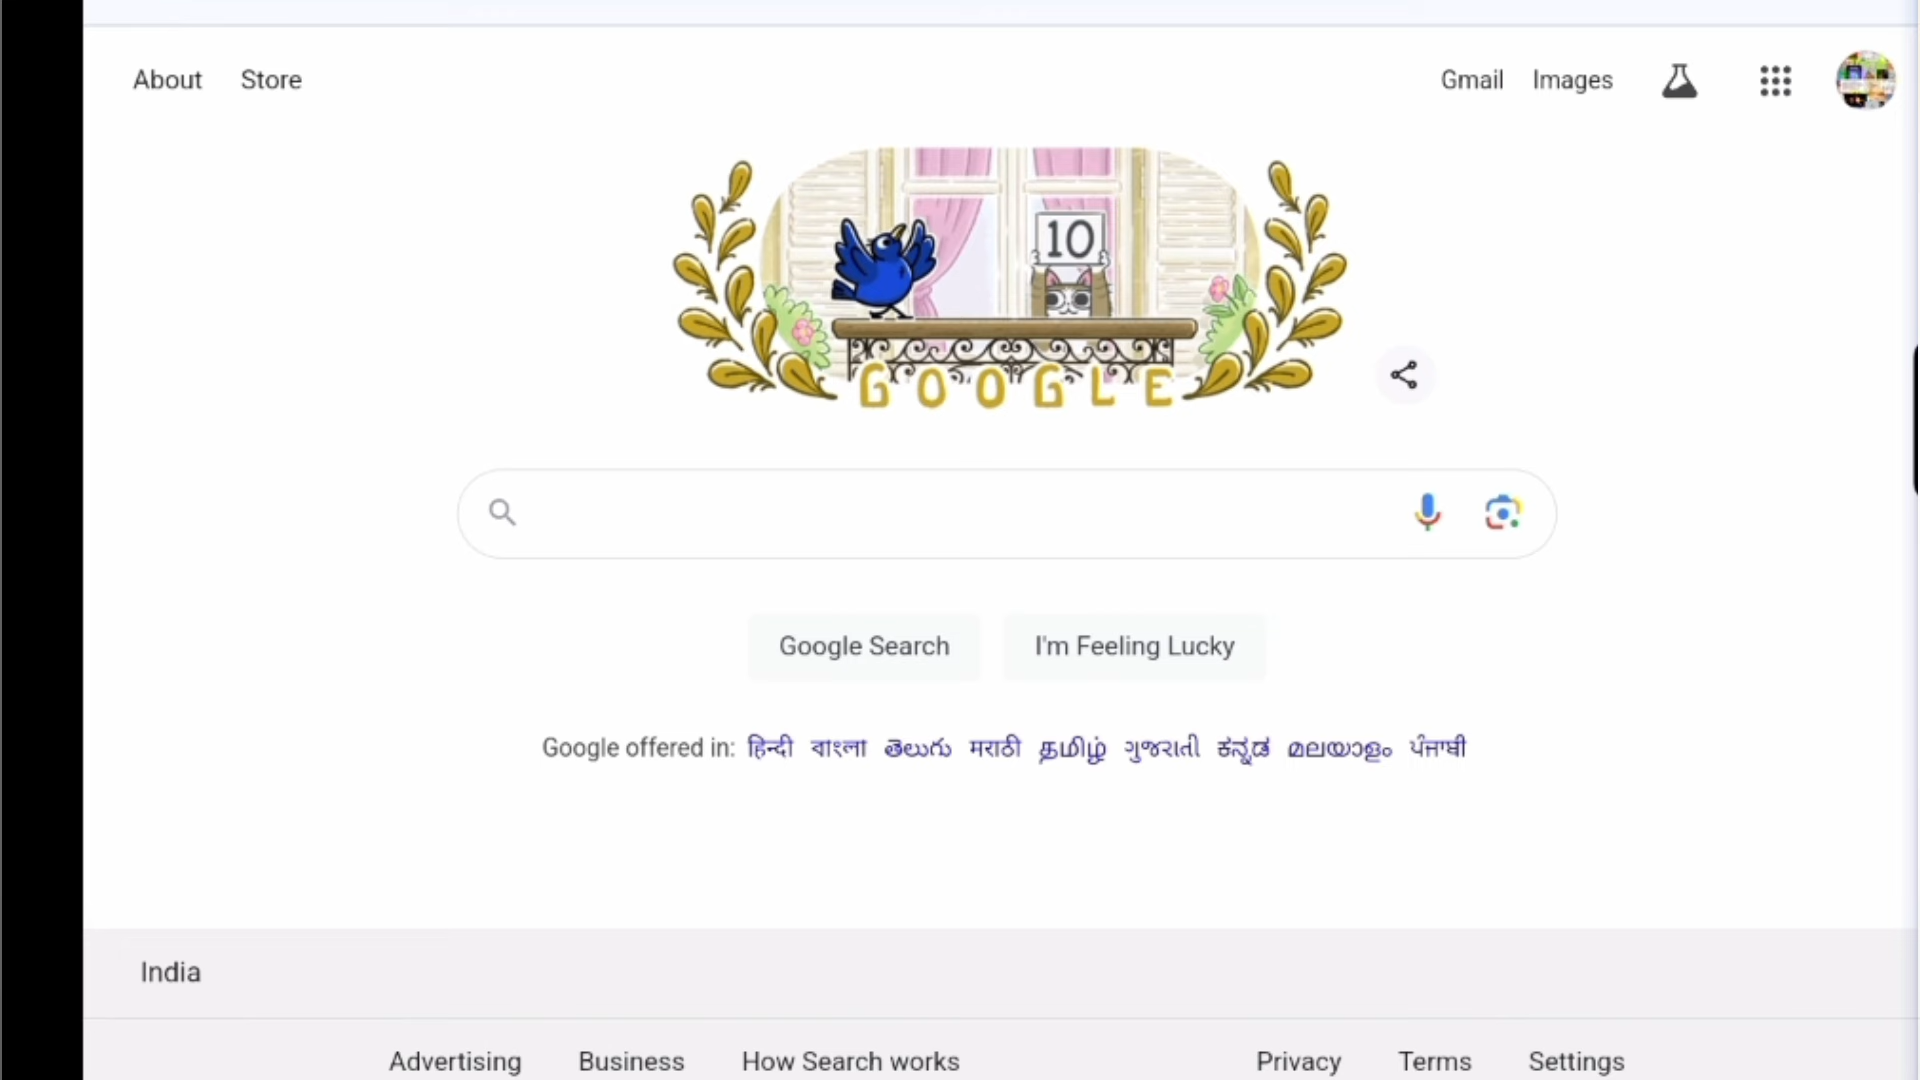 About Store Gmail Images
10
GOOGLE
Google Search I'm Feeling Lucky
Google offered in: हिन्दी বাংলা తెలుగు मराठी தமிழ் ગુજરાતી ಕನ್ನಡ മലയാളം ਪੰਜਾਬੀ
India
Advertising Business How Search works Privacy Terms Settings